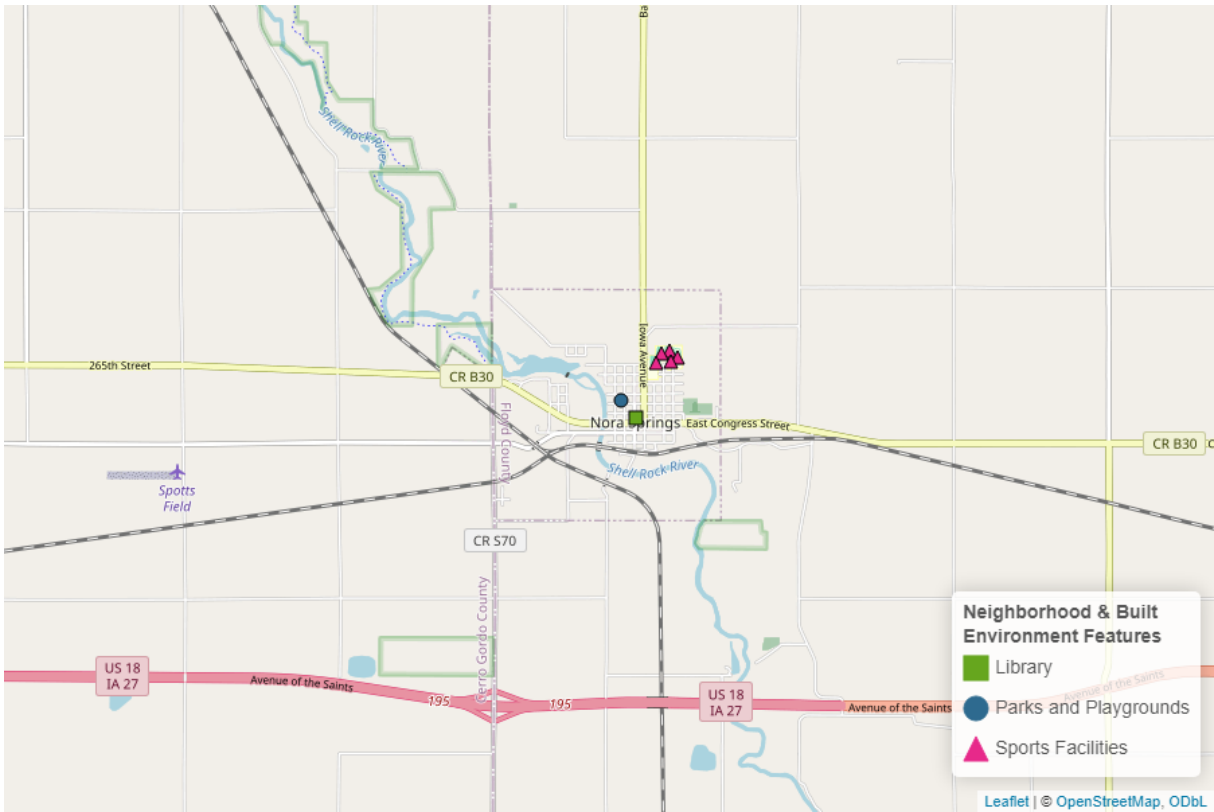 Be
Shell Rock River
265th Street
CR B30
Iowa Avenue
Nora Springs
East Congress Street
CR B30
Floyd County
Spotts
Field
Shell Rock River
CR S70
Cerro Gordo County
US 18
IA 27
Avenue of the Saints
195
195
US 18
IA 27
Avenue of the Saints
Avenue of the Saints
Neighborhood & Built
Environment Features
Library
Parks and Playgrounds
Sports Facilities
Leaflet | © OpenStreetMap, ODbL